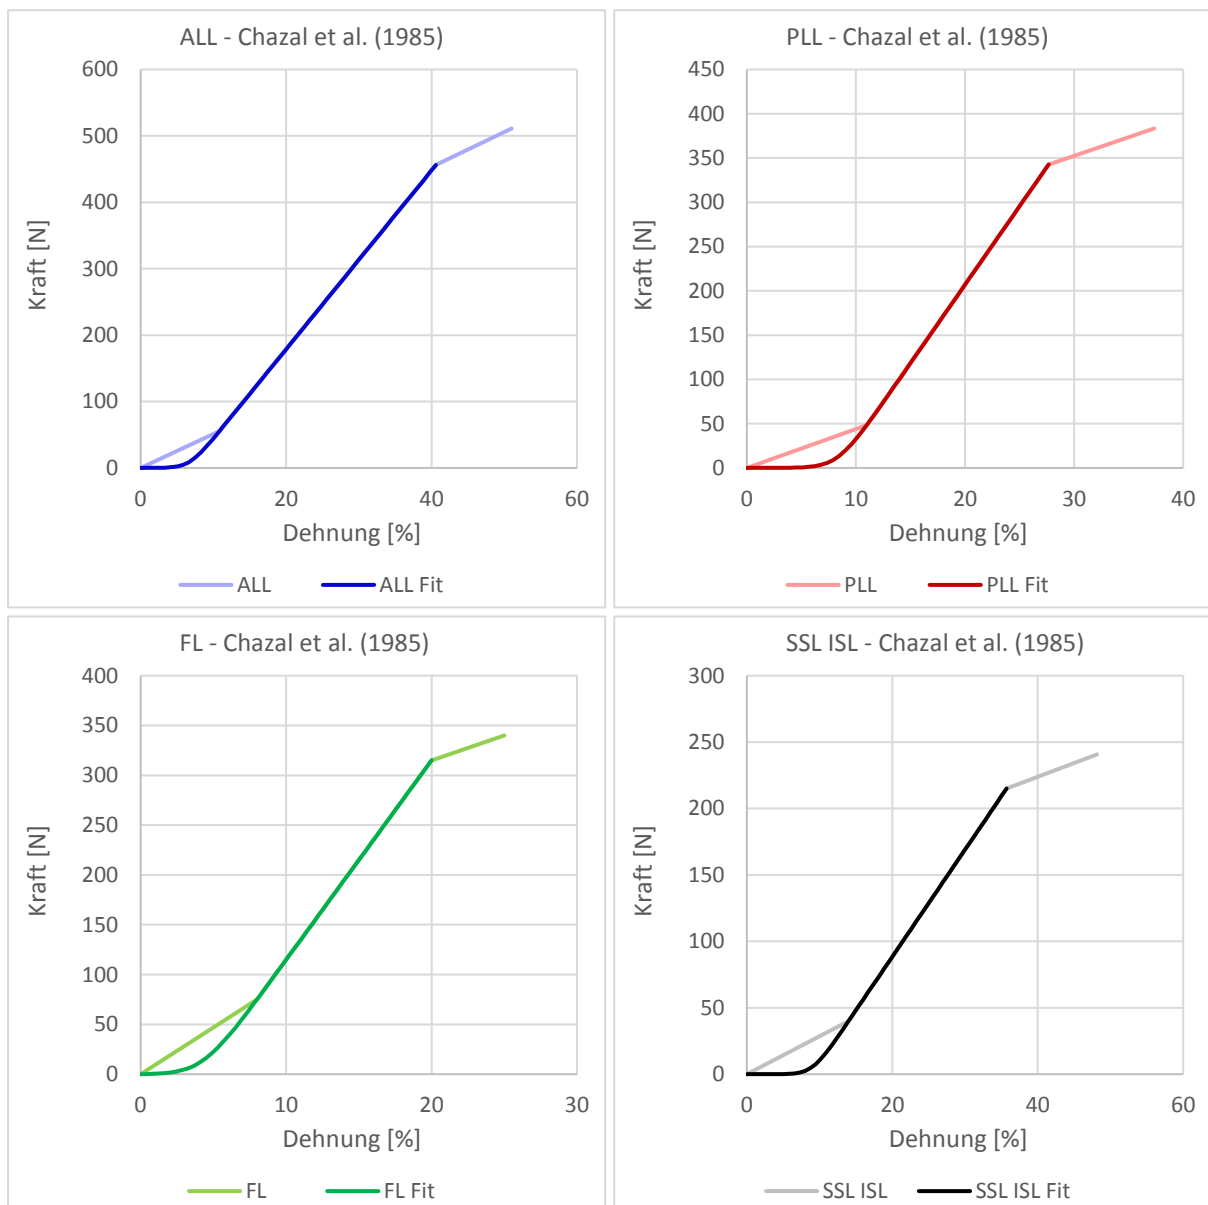 ALL - Chazal et al. (1985)
600
500
400
300
200
100
0
Kraft [N]
0 20 40 60
Dehnung [%]
ALL ALL Fit
PLL - Chazal et al. (1985)
450
400
350
300
250
200
150
100
50
0
Kraft [N]
0 10 20 30 40
Dehnung [%]
PLL PLL Fit
FL - Chazal et al. (1985)
400
350
300
250
200
150
100
50
0
Kraft [N]
0 10 20 30
Dehnung [%]
FL FL Fit
SSL ISL - Chazal et al. (1985)
300
250
200
150
100
50
0
Kraft [N]
0 20 40 60
Dehnung [%]
SSL ISL SSL ISL Fit